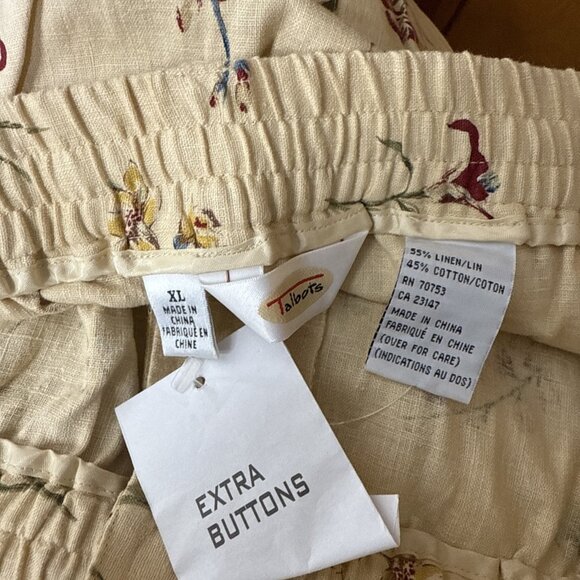 XL
MADE IN
CHINA
FABRIQUÉ EN
CHINE
Talbots
55% LINEN/LIN
45% COTTON/COTON
RN 70753
CA 23147
MADE IN CHINA
FABRIQUÉ EN CHINE
(OVER FOR CARE)
(INDICATIONS AU DOS)
EXTRA
BUTTONS